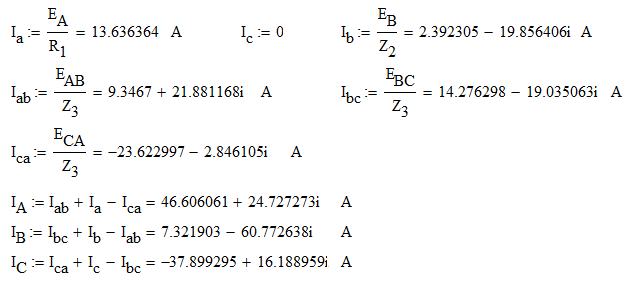 I_a := E_A / R_1 = 13.636364 A I_c := 0 I_b := E_B / Z_2 = 2.392305 − 19.856406i A
I_ab := E_AB / Z_3 = 9.3467 + 21.881168i A I_bc := E_BC / Z_3 = 14.276298 − 19.035063i A
I_ca := E_CA / Z_3 = −23.622997 − 2.846105i A
I_A := I_ab + I_a − I_ca = 46.606061 + 24.727273i A
I_B := I_bc + I_b − I_ab = 7.321903 − 60.772638i A
I_C := I_ca + I_c − I_bc = −37.899295 + 16.188959i A